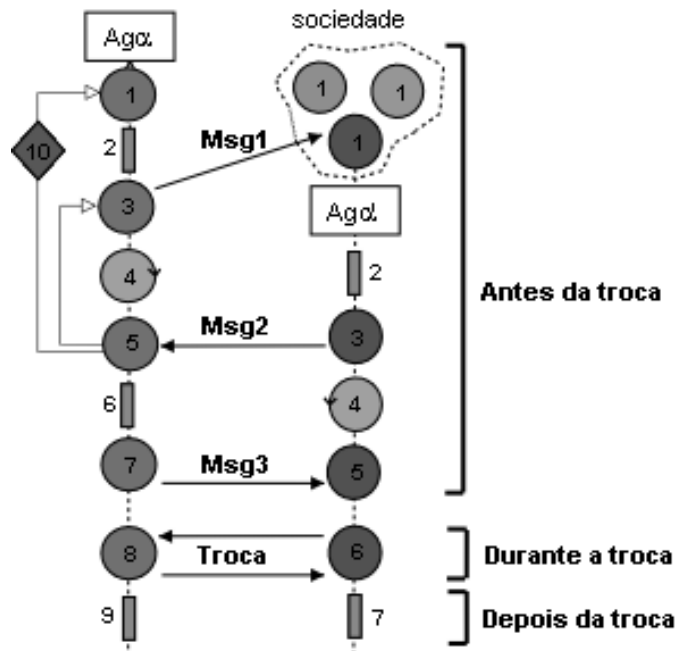 sociedade
Agα
1
1
1
10
2
Msg1
1
3
Agα'
4
2
Antes da troca
5
Msg2
3
6
4
7
Msg3
5
8
Troca
6
Durante a troca
9
7
Depois da troca